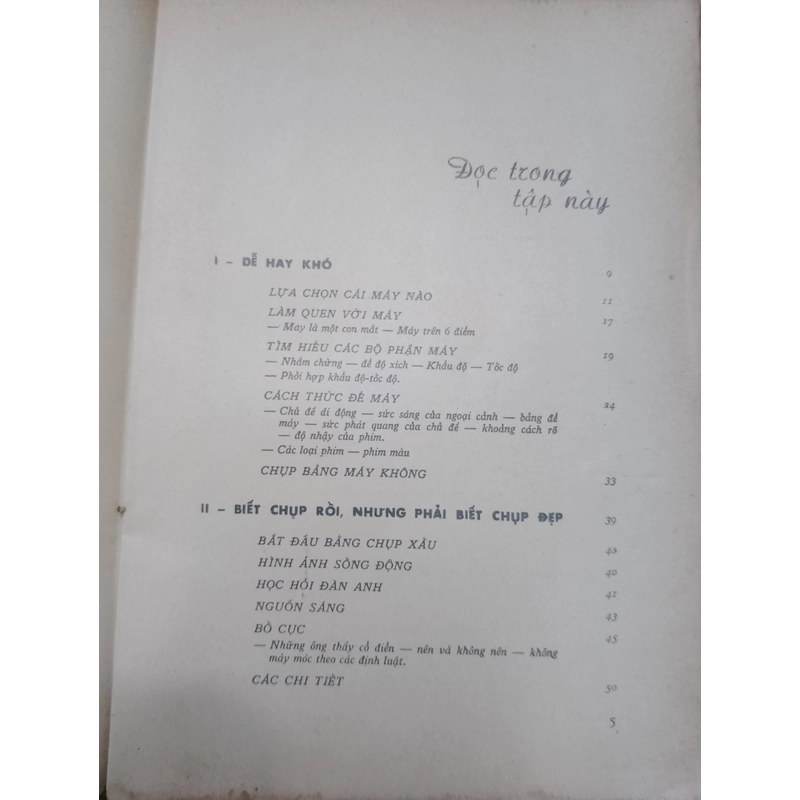 Đọc trong
tập này
I – DỄ HAY KHÓ 9
LỰA CHỌN CÁI MÁY NÀO 11
LÀM QUEN VỚI MÁY 17
— Máy là một con mắt — Máy trên 6 điểm
TÌM HIỂU CÁC BỘ PHẬN MÁY 19
— Nhắm chừng — để độ xích — Khẩu độ — Tốc độ
— Phối hợp khẩu độ-tốc độ.
CÁCH THỨC ĐỂ MÁY 24
— Chủ đề di động — sức sáng của ngoại cảnh — bảng để
máy — sức phát quang của chủ đề — khoảng cách rõ
— độ nhậy của phim.
— Các loại phim — phim màu
CHỤP BẰNG MÁY KHÔNG 33
II – BIẾT CHỤP RỒI, NHƯNG PHẢI BIẾT CHỤP ĐẸP 39
BẮT ĐẦU BẰNG CHỤP XẤU 40
HÌNH ẢNH SỐNG ĐỘNG 40
HỌC HỎI ĐÀN ANH 41
NGUỒN SÁNG 43
BỐ CỤC 45
— Những ông thầy cổ điển — nên và không nên — không
máy móc theo các định luật.
CÁC CHI TIẾT 50
5